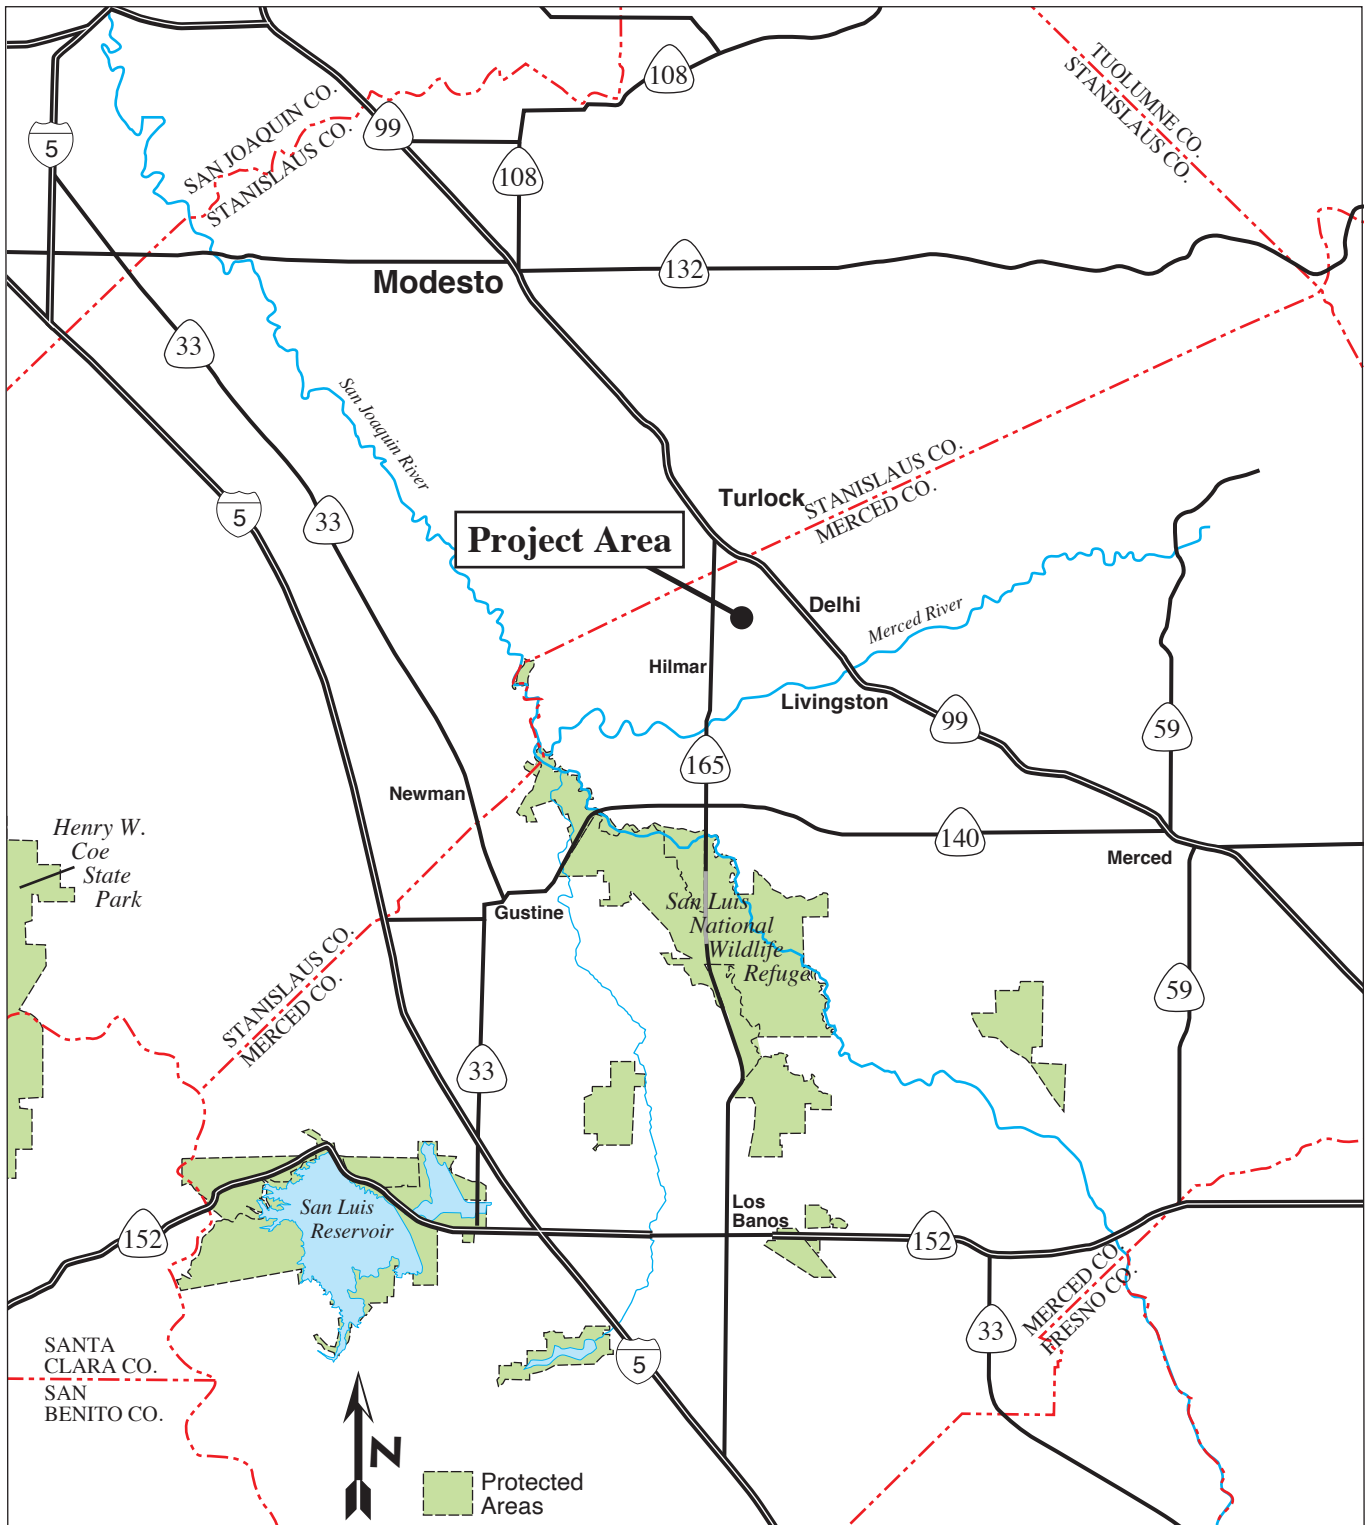 108
TUOLUMNE CO.
STANISLAUS CO.
SAN JOAQUIN CO.
STANISLAUS CO.
99
5
108
132
Modesto
33
San Joaquin River
STANISLAUS CO.
MERCED CO.
Turlock
5
33
Project Area
Delhi
Merced River
Hilmar
Livingston
99
59
165
Newman
140
Henry W.
Coe
State
Park
Merced
San Luis
National
Wildlife
Refuge
Gustine
STANISLAUS CO.
MERCED CO.
59
33
San Luis
Reservoir
Los
Banos
152
152
MERCED CO.
FRESNO CO.
33
5
SANTA
CLARA CO.
SAN
BENITO CO.
N
Protected
Areas